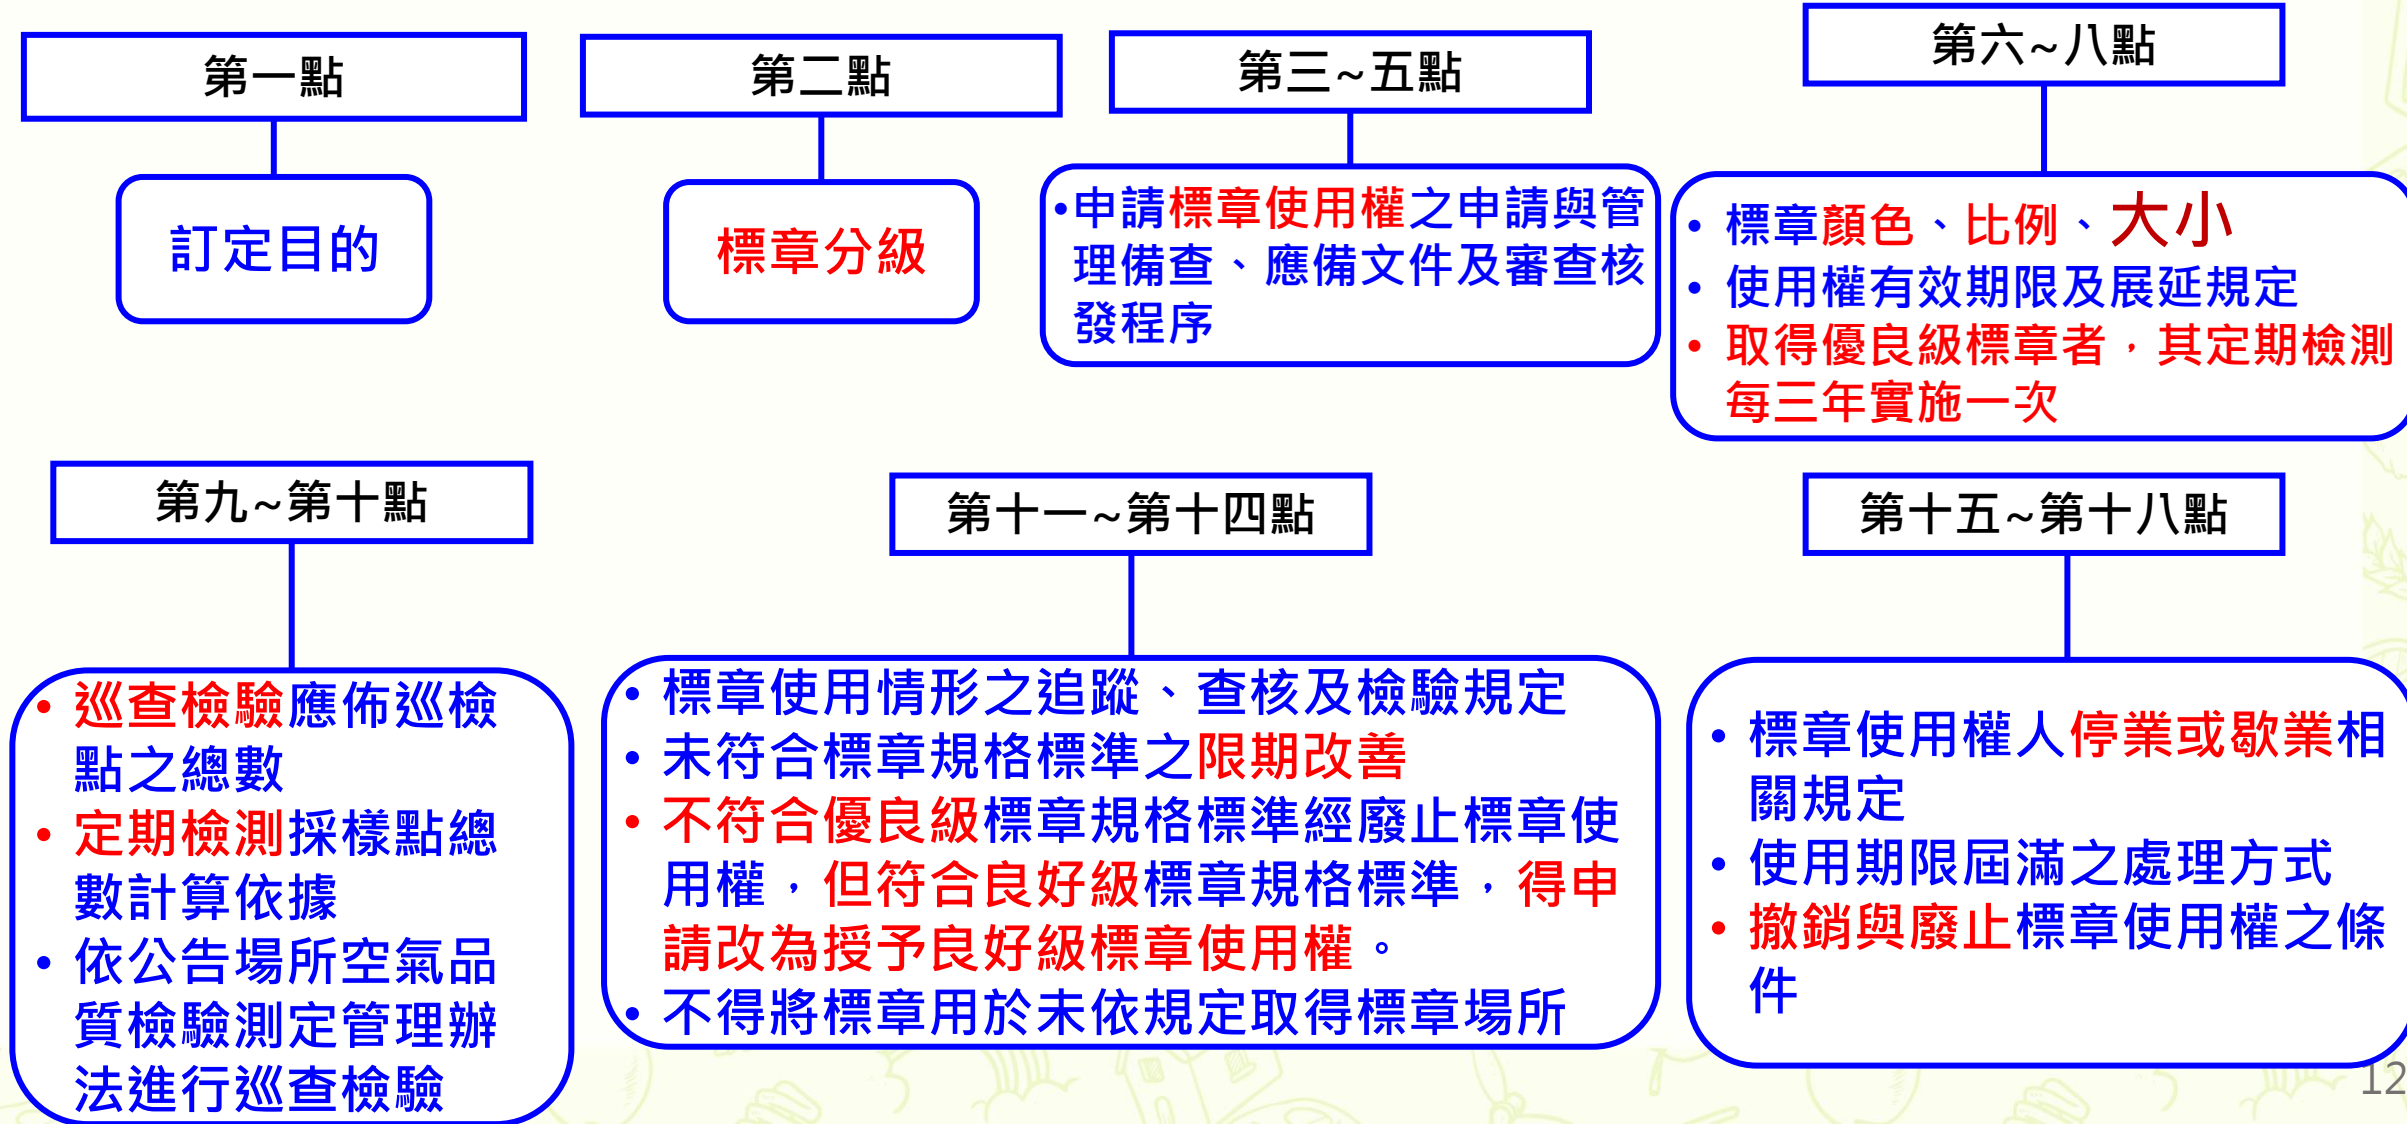 第一點
訂定目的
第二點
標章分級
第三~五點
•申請標章使用權之申請與管
理備查、應備文件及審查核
發程序
第六~八點
• 標章顏色、比例、大小
• 使用權有效期限及展延規定
• 取得優良級標章者，其定期檢測
每三年實施一次
第九~第十點
• 巡查檢驗應佈巡檢
點之總數
• 定期檢測採樣點總
數計算依據
• 依公告場所空氣品
質檢驗測定管理辦
法進行巡查檢驗
第十一~第十四點
• 標章使用情形之追蹤、查核及檢驗規定
• 未符合標章規格標準之限期改善
• 不符合優良級標章規格標準經廢止標章使
用權，但符合良好級標章規格標準，得申
請改為授予良好級標章使用權。
• 不得將標章用於未依規定取得標章場所
第十五~第十八點
• 標章使用權人停業或歇業相
關規定
• 使用期限屆滿之處理方式
• 撤銷與廢止標章使用權之條
件
12